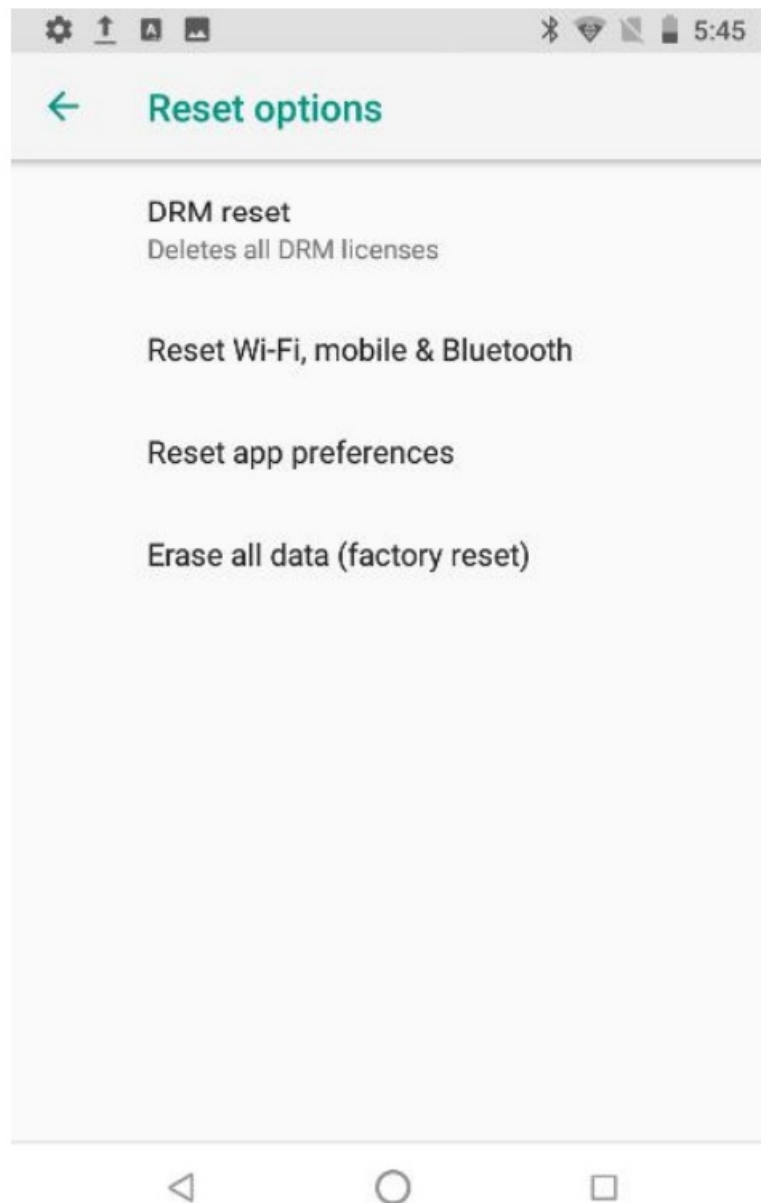 A
5:45
Reset options
DRM reset
Deletes all DRM licenses
Reset Wi-Fi, mobile & Bluetooth
Reset app preferences
Erase all data (factory reset)